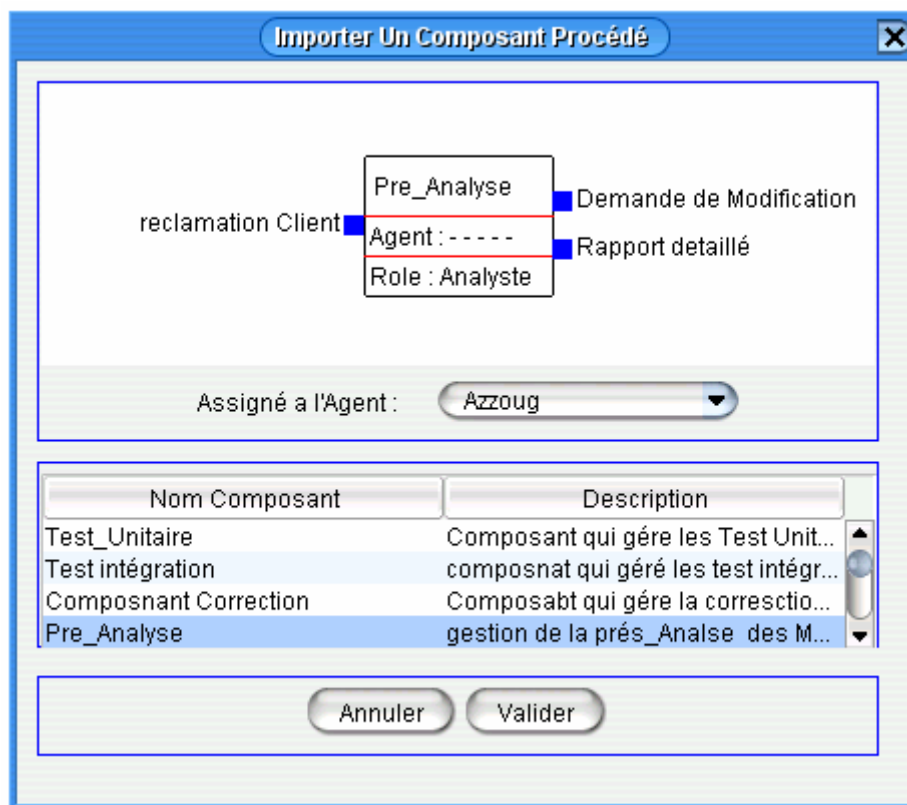 Importer Un Composant Procédé
Pre_Analyse
Demande de Modification
reclamation Client
Agent : - - - - -
Rapport detaillé
Role : Analyste
Assigné a l'Agent :
Azzoug
Nom Composant
Description
Test_Unitaire
Composant qui gére les Test Unit...
Test intégration
composnat qui géré les test intégr...
Composnant Correction
Composabt qui gére la corresctio...
Pre_Analyse
gestion de la prés_Analse des M...
Annuler
Valider